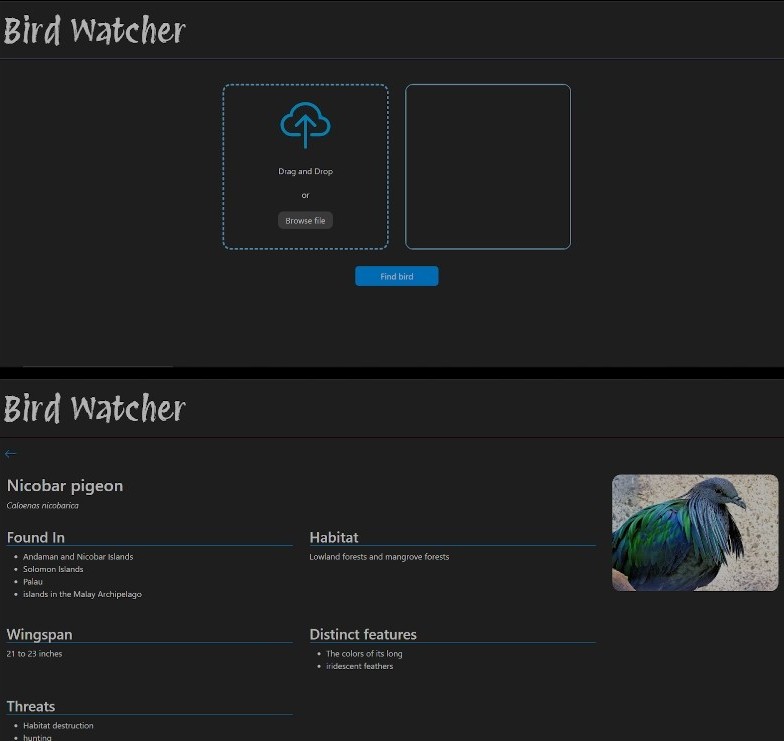 Bird Watcher
Drag and Drop
or
Browse file
Find bird
Bird Watcher
Nicobar pigeon
Caloenas nicobarica
Found In
Andaman and Nicobar Islands
Solomon Islands
Palau
islands in the Malay Archipelago
Habitat
Lowland forests and mangrove forests
Wingspan
21 to 23 inches
Distinct features
The colors of its long
iridescent feathers
Threats
Habitat destruction
hunting